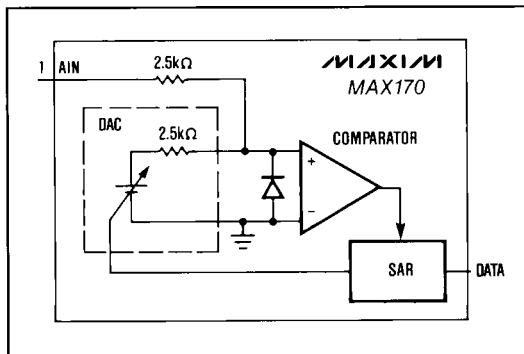 MAXIM
MAX170
1 AIN
2.5kΩ
DAC
2.5kΩ
COMPARATOR
+
−
SAR
DATA